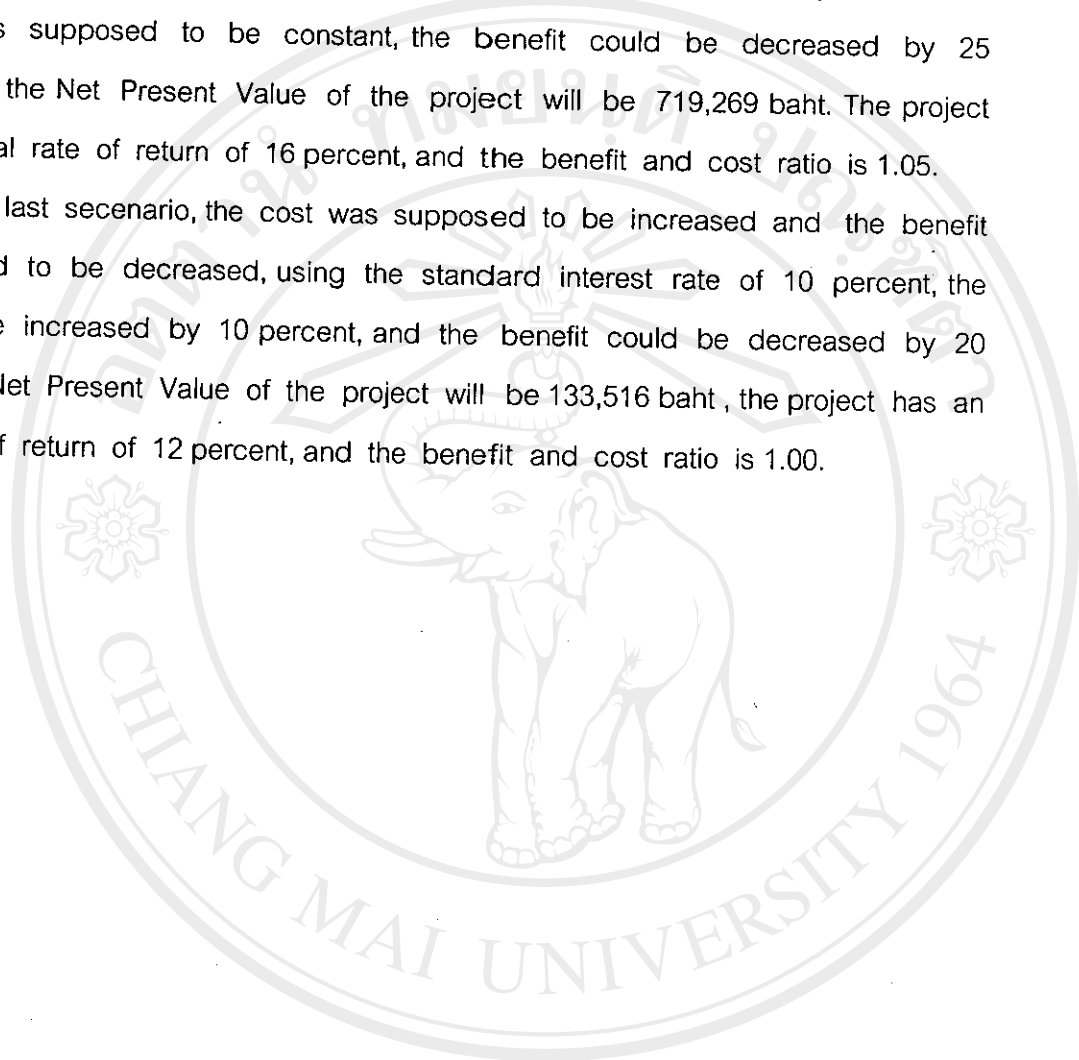 supposed to be constant, the benefit could be decreased by 25
the Net Present Value of the project will be 719,269 baht. The project
rate of return of 16 percent, and the benefit and cost ratio is 1.05.
last secenario, the cost was supposed to be increased and the benefit
to be decreased, using the standard interest rate of 10 percent, the
increased by 10 percent, and the benefit could be decreased by 20
Net Present Value of the project will be 133,516 baht , the project has an
return of 12 percent, and the benefit and cost ratio is 1.00.
CHIANG MAI UNIVERSITY 1964